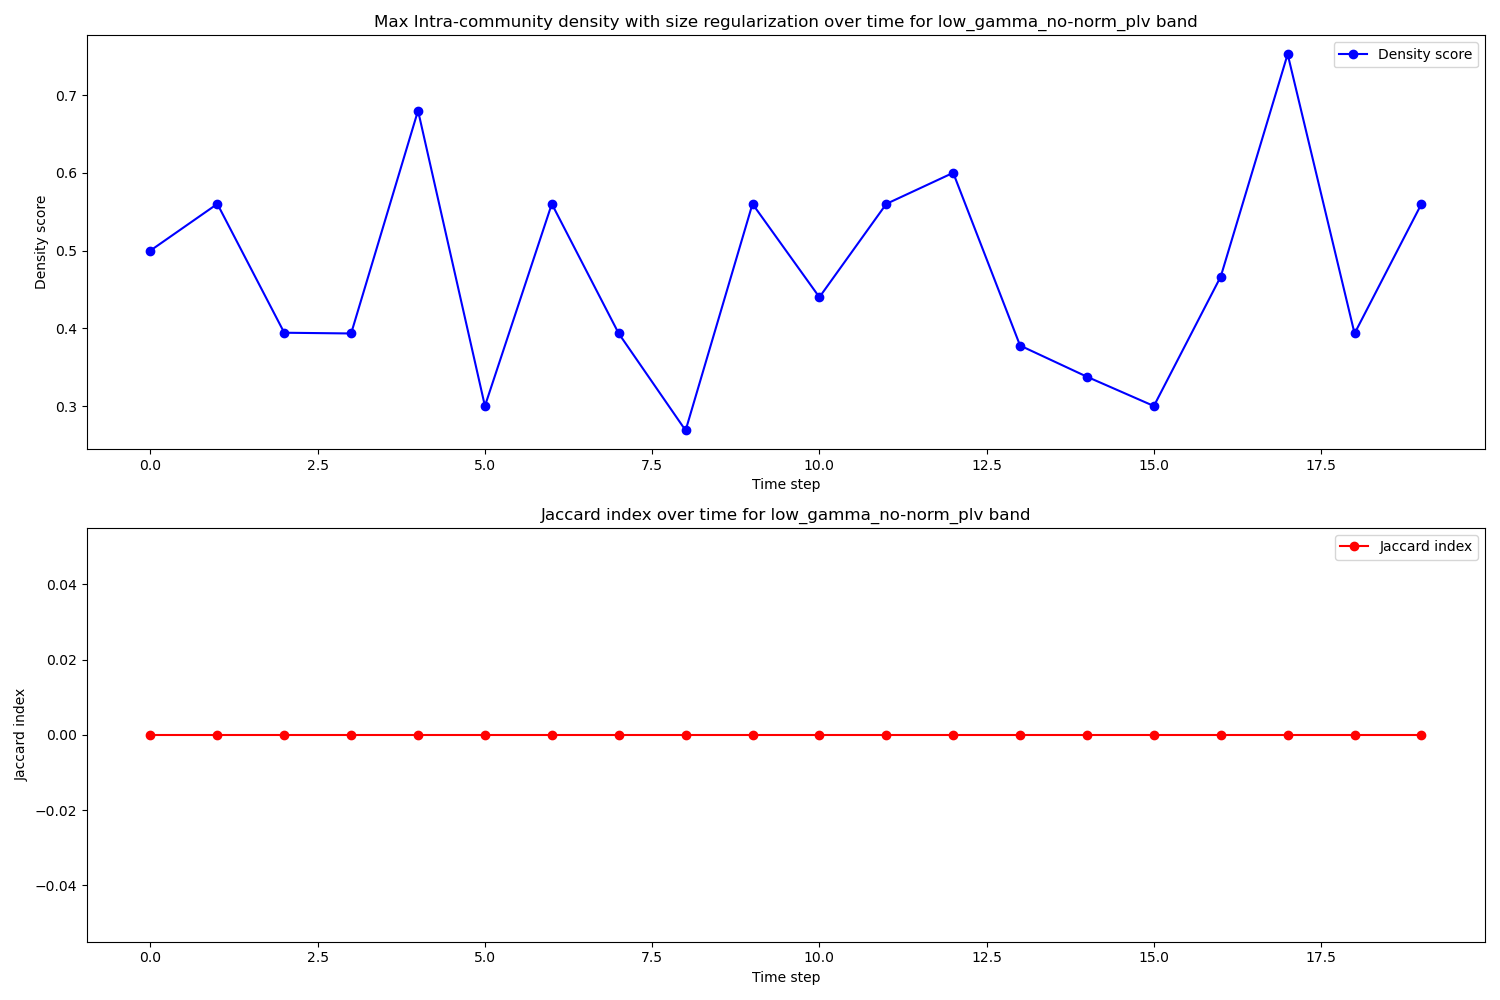 Max Intra-community density with size regularization over time for low_gamma_no-norm_plv band
Density score
0.7
0.6
0.5
0.4
0.3
Density score
0.0 2.5 5.0 7.5 10.0 12.5 15.0 17.5
Time step
Jaccard index over time for low_gamma_no-norm_plv band
Jaccard index
0.04
0.02
0.00
−0.02
−0.04
Jaccard index
0.0 2.5 5.0 7.5 10.0 12.5 15.0 17.5
Time step